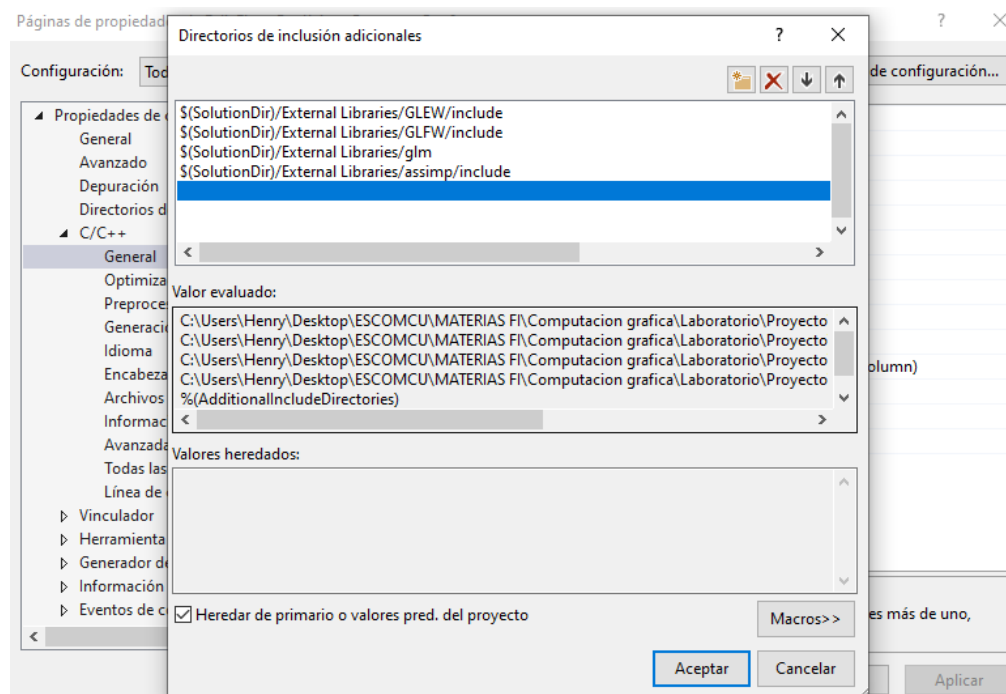 Páginas de propiedad
?
Configuración:
Tod
de configuración...
Propiedades de
General
Avanzado
Depuración
Directorios d
C/C++
General
Optimiza
Preproce
Generaci
Idioma
Encabeza
Archivos
Informac
Avanzada
Todas las
Línea de
Vinculador
Herramienta
Generador de
Información
Eventos de c
Directorios de inclusión adicionales
?
$(SolutionDir)/External Libraries/GLEW/include
$(SolutionDir)/External Libraries/GLFW/include
$(SolutionDir)/External Libraries/glm
$(SolutionDir)/External Libraries/assimp/include
Valor evaluado:
C:\Users\Henry\Desktop\ESCOMCU\MATERIAS FI\Computacion grafica\Laboratorio\Proyecto
C:\Users\Henry\Desktop\ESCOMCU\MATERIAS FI\Computacion grafica\Laboratorio\Proyecto
C:\Users\Henry\Desktop\ESCOMCU\MATERIAS FI\Computacion grafica\Laboratorio\Proyecto
C:\Users\Henry\Desktop\ESCOMCU\MATERIAS FI\Computacion grafica\Laboratorio\Proyecto
%(AdditionalIncludeDirectories)
Valores heredados:
Heredar de primario o valores pred. del proyecto
Macros>>
Aceptar
Cancelar
olumn)
es más de uno,
Aplicar